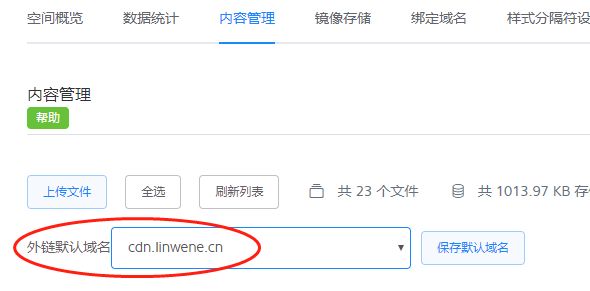 空间概览 数据统计 内容管理 镜像存储 绑定域名 样式分隔符设
内容管理
帮助
上传文件 全选 刷新列表 共 23 个文件 共 1013.97 KB 存
外链默认域名 cdn.linwene.cn 保存默认域名